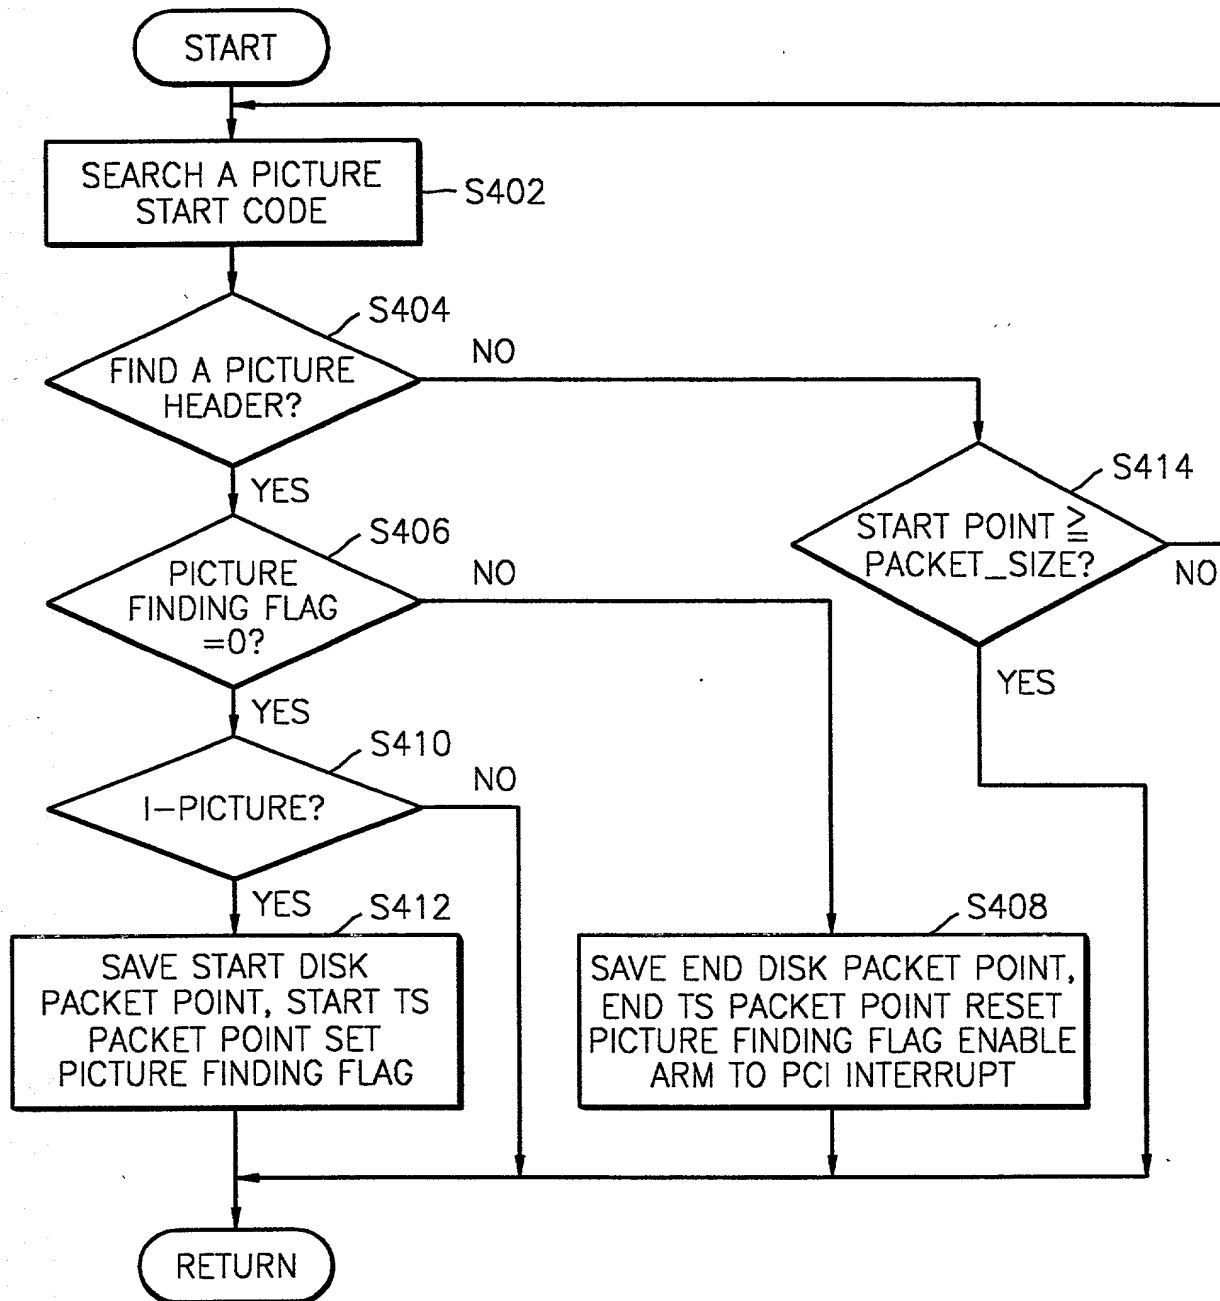 START
SEARCH A PICTURE
START CODE
S402
S404
FIND A PICTURE
HEADER?
NO
YES
S414
START POINT ≧
PACKET_SIZE?
NO
YES
S406
PICTURE
FINDING FLAG
=0?
NO
YES
S410
I-PICTURE?
NO
YES
S412
SAVE START DISK
PACKET POINT, START TS
PACKET POINT SET
PICTURE FINDING FLAG
S408
SAVE END DISK PACKET POINT,
END TS PACKET POINT RESET
PICTURE FINDING FLAG ENABLE
ARM TO PCI INTERRUPT
RETURN